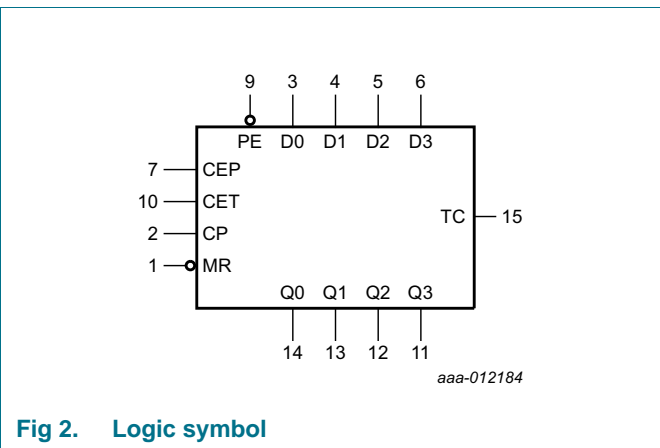 9 3 4 5 6
PE D0 D1 D2 D3
7 CEP
10 CET
TC 15
2 CP
1 MR
Q0 Q1 Q2 Q3
14 13 12 11
aaa-012184
Fig 2. Logic symbol